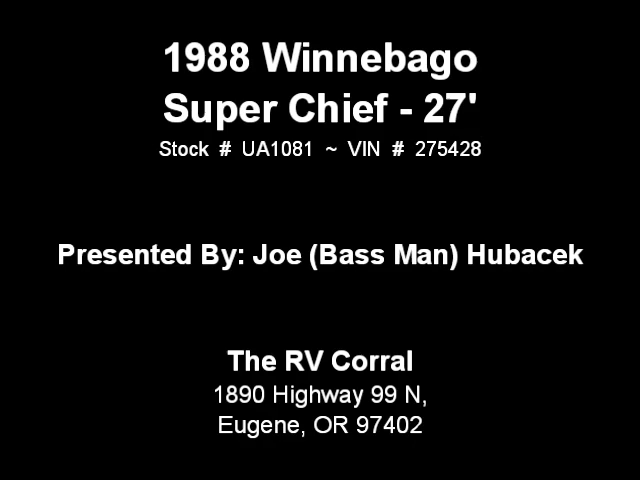 1988 Winnebago
Super Chief - 27'
Stock # UA1081 ~ VIN # 275428
Presented By: Joe (Bass Man) Hubacek
The RV Corral
1890 Highway 99 N,
Eugene, OR 97402